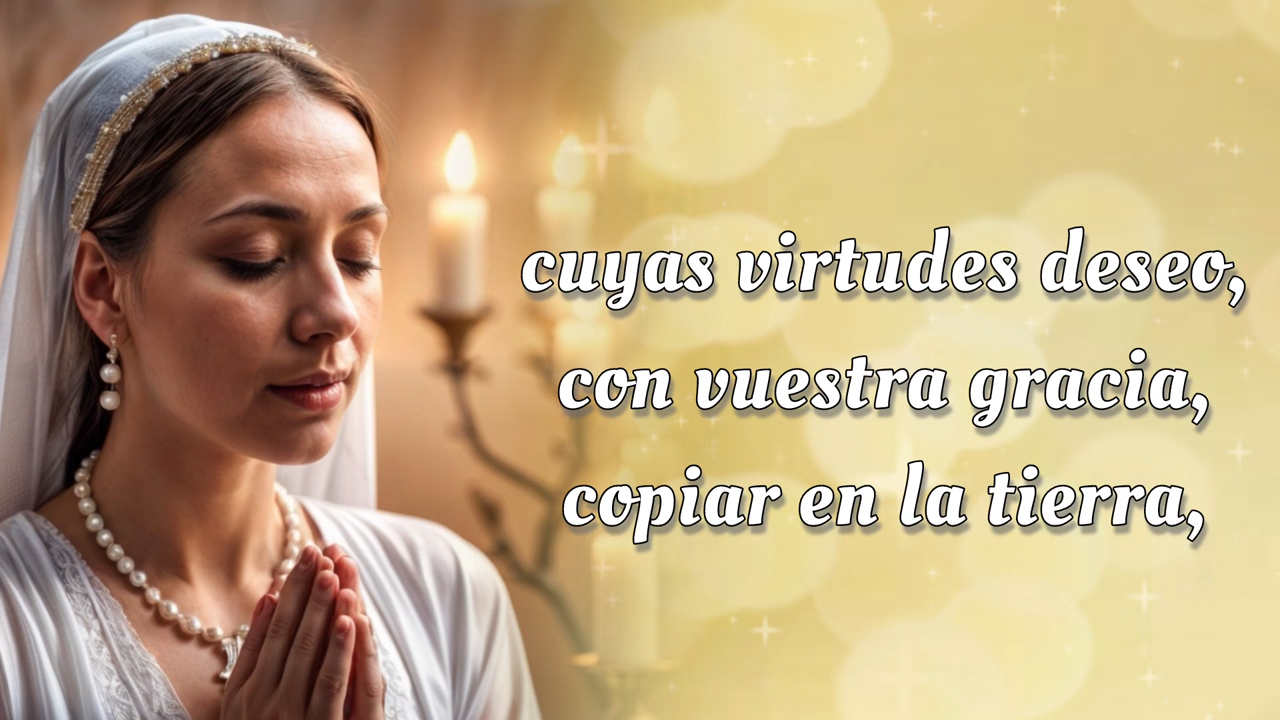 cuyas virtudes deseo,
con vuestra gracia,
copiar en la tierra,